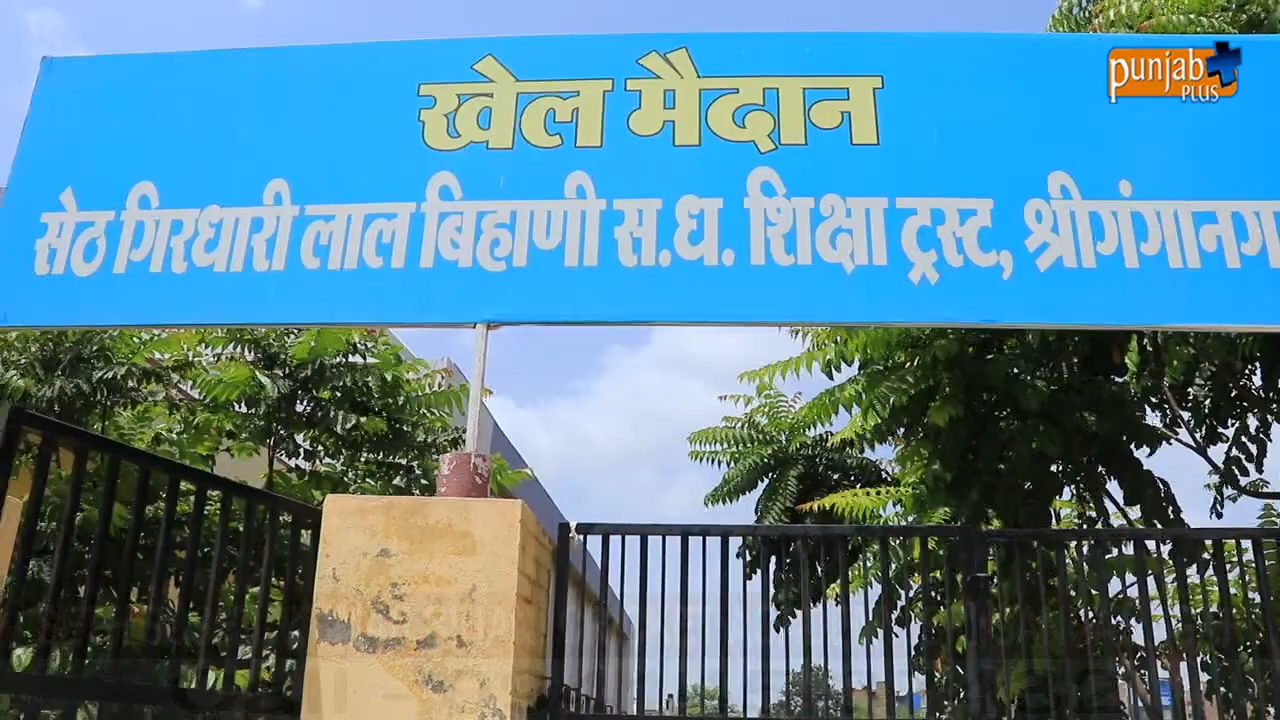 खेल मैदान
punjab
PLUS
सेठ गिरधारी लाल बिहाणी स.ध. शिक्षा ट्रस्ट, श्रीगंगानग